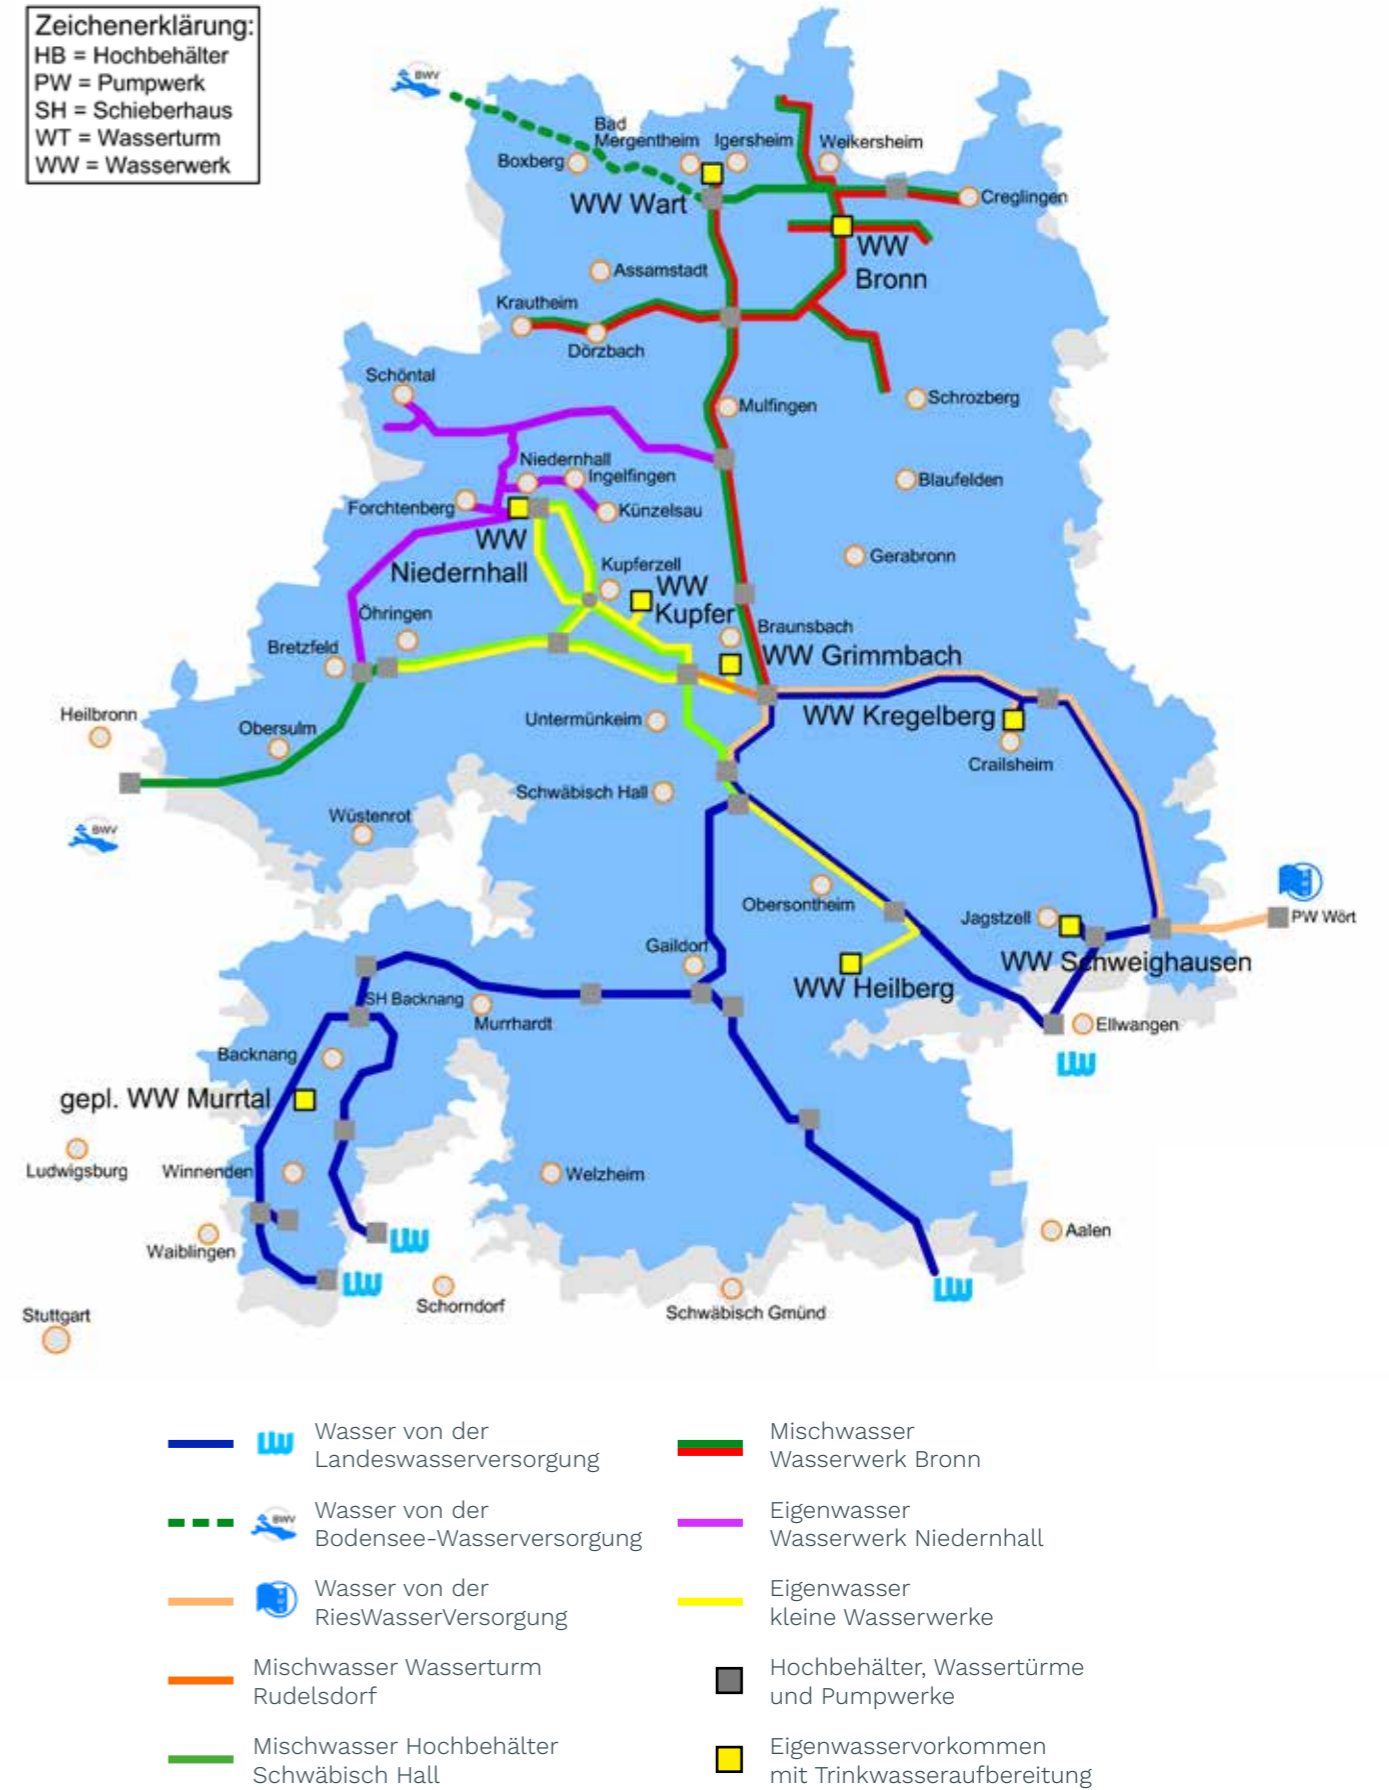 Zeichenerklärung:
HB = Hochbehälter
PW = Pumpwerk
SH = Schieberhaus
WT = Wasserturm
WW = Wasserwerk
BWV
Bad
Mergentheim
Igersheim
Weikersheim
Boxberg
WW Wart
Creglingen
WW
Bronn
Assamstadt
Krautheim
Dörzbach
Schöntal
Mulfingen
Schrozberg
Niedernhall
Ingelfingen
Blaufelden
Forchtenberg
Künzelsau
WW
Niedernhall
Gerabronn
Kupferzell
WW
Kupfer
Öhringen
Braunsbach
Bretzfeld
WW Grimmbach
Heilbronn
Obersulm
Untermünkeim
WW Kregelberg
Crailsheim
Schwäbisch Hall
Wüstenrot
BWV
Obersontheim
Jagstzell
PW Wört
Gaildorf
WW Schweighausen
WW Heilberg
SH Backnang
Murrhardt
Ellwangen
LW
Backnang
gepl. WW Murrtal
Ludwigsburg
Winnenden
Welzheim
Waiblingen
LW
Aalen
LW
LW
Schorndorf
Schwäbisch Gmünd
Stuttgart
LW
Wasser von der
Landeswasserversorgung
Mischwasser
Wasserwerk Bronn
BWV
Wasser von der
Bodensee-Wasserversorgung
Eigenwasser
Wasserwerk Niedernhall
Wasser von der
RiesWasserVersorgung
Eigenwasser
kleine Wasserwerke
Mischwasser Wasserturm
Rudelsdorf
Hochbehälter, Wassertürme
und Pumpwerke
Mischwasser Hochbehälter
Schwäbisch Hall
Eigenwasservorkommen
mit Trinkwasseraufbereitung